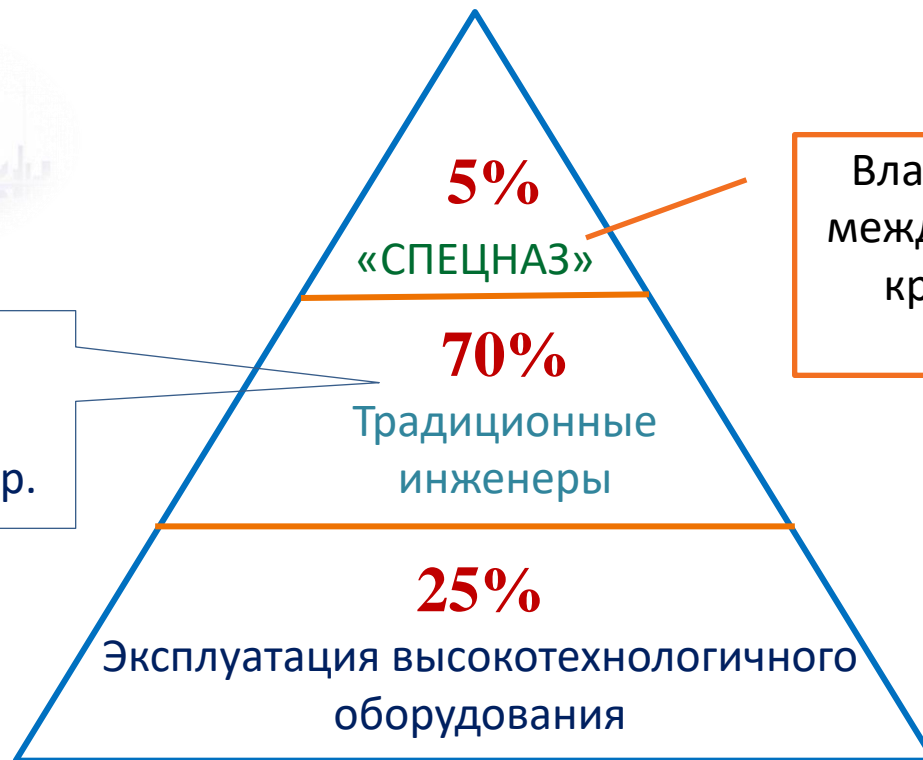 5%
«СПЕЦНАЗ»
70%
Традиционные
инженеры
р.
25%
Эксплуатация высокотехнологичного
оборудования